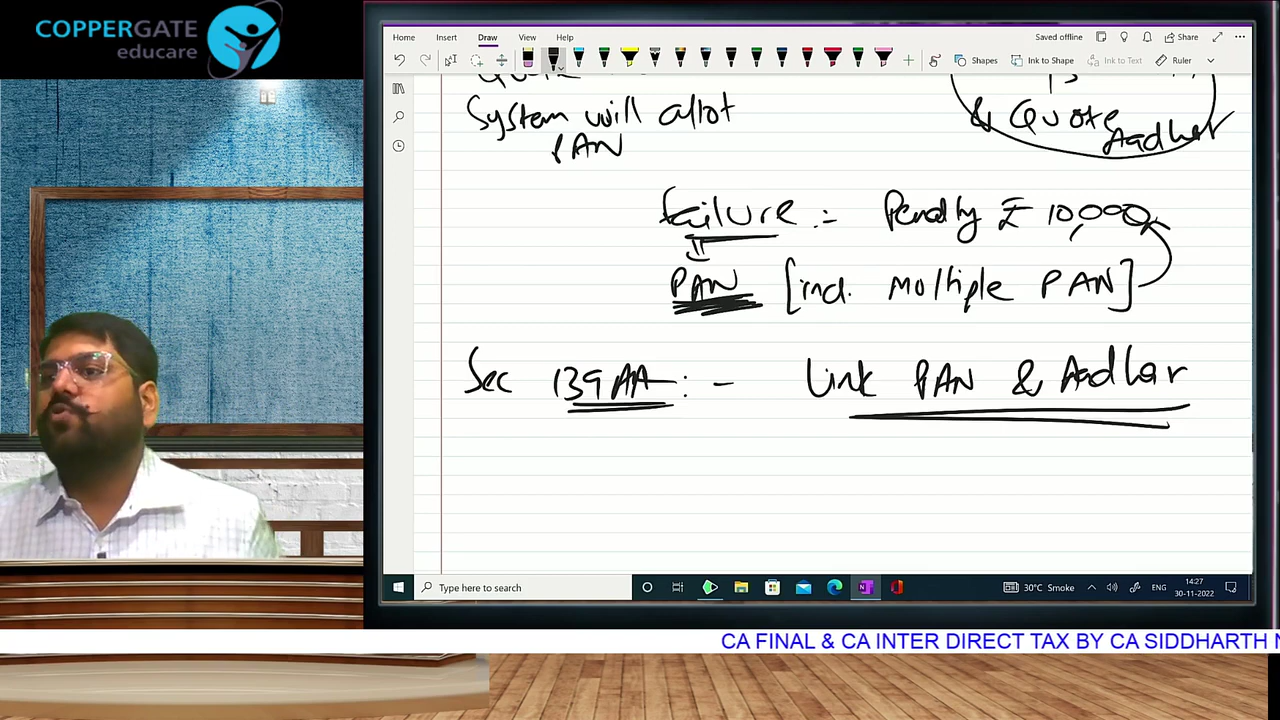 COPPERGATE
educare
Home Insert Draw View Help
Saved offline
Share
Shapes
Ink to Shape
Ink to Text
Ruler
System will allot
PAN
& Quote
Aadhar
failure :- Penalty ₹ 10,000
PAN [incl. Multiple PAN]
Sec 139AA :- Link PAN & Aadhar
Type here to search
30°C Smoke
ENG
14:27
30-11-2022
CA FINAL & CA INTER DIRECT TAX BY CA SIDDHARTH